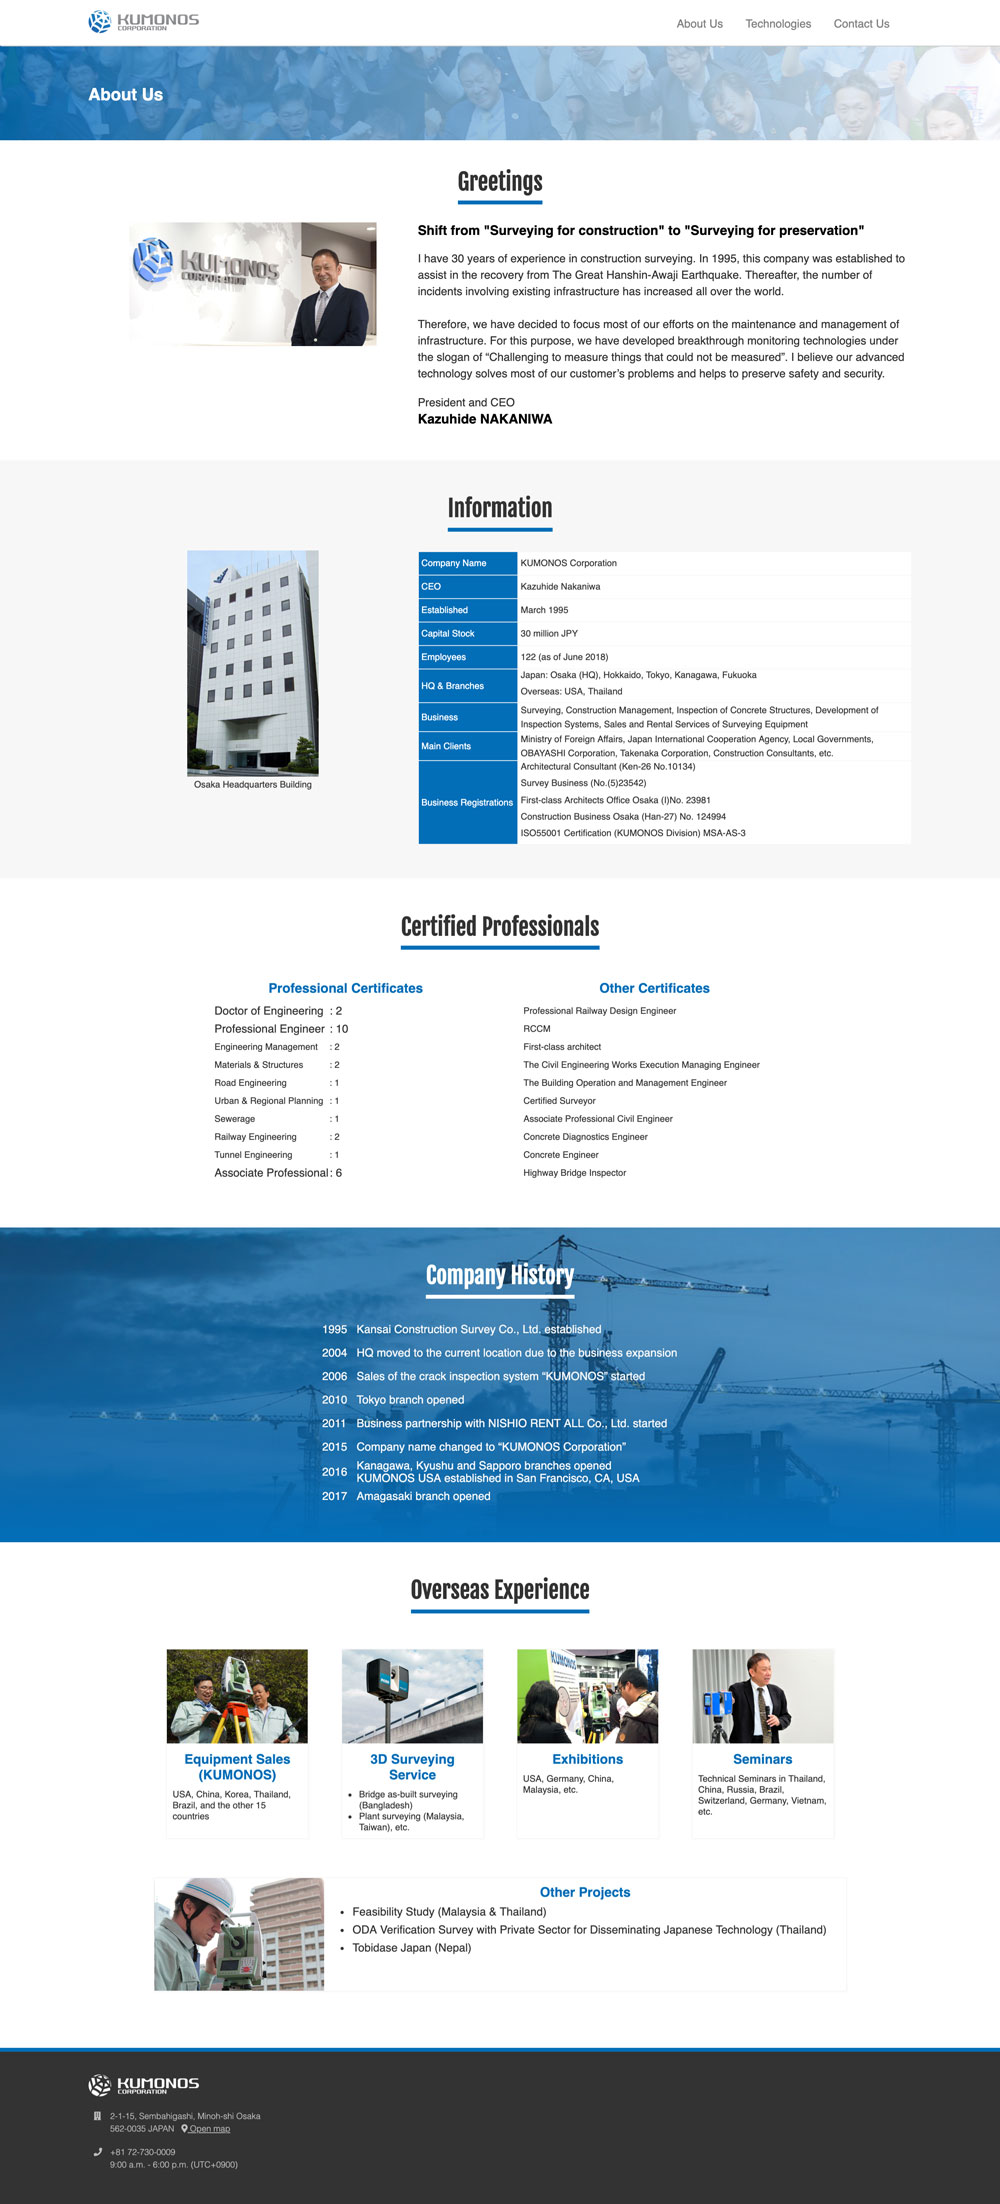 KUMONOS
CORPORATION
About Us Technologies Contact Us
About Us
Greetings
KUMONOS
CORPORATION
Shift from "Surveying for construction" to "Surveying for preservation"
I have 30 years of experience in construction surveying. In 1995, this company was established to
assist in the recovery from The Great Hanshin-Awaji Earthquake. Thereafter, the number of
incidents involving existing infrastructure has increased all over the world.
Therefore, we have decided to focus most of our efforts on the maintenance and management of
infrastructure. For this purpose, we have developed breakthrough monitoring technologies under
the slogan of “Challenging to measure things that could not be measured”. I believe our advanced
technology solves most of our customer’s problems and helps to preserve safety and security.
President and CEO
Kazuhide NAKANIWA
Information
Osaka Headquarters Building
Company Name KUMONOS Corporation
CEO Kazuhide Nakaniwa
Established March 1995
Capital Stock 30 million JPY
Employees 122 (as of June 2018)
HQ & Branches Japan: Osaka (HQ), Hokkaido, Tokyo, Kanagawa, Fukuoka
Overseas: USA, Thailand
Business Surveying, Construction Management, Inspection of Concrete Structures, Development of
Inspection Systems, Sales and Rental Services of Surveying Equipment
Main Clients Ministry of Foreign Affairs, Japan International Cooperation Agency, Local Governments,
OBAYASHI Corporation, Takenaka Corporation, Construction Consultants, etc.
Business Registrations Architectural Consultant (Ken-26 No.10134)
Survey Business (No.(5)23542)
First-class Architects Office Osaka (I)No. 23981
Construction Business Osaka (Han-27) No. 124994
ISO55001 Certification (KUMONOS Division) MSA-AS-3
Certified Professionals
Professional Certificates
Doctor of Engineering : 2
Professional Engineer : 10
Engineering Management : 2
Materials & Structures : 2
Road Engineering : 1
Urban & Regional Planning : 1
Sewerage : 1
Railway Engineering : 2
Tunnel Engineering : 1
Associate Professional : 6
Other Certificates
Professional Railway Design Engineer
RCCM
First-class architect
The Civil Engineering Works Execution Managing Engineer
The Building Operation and Management Engineer
Certified Surveyor
Associate Professional Civil Engineer
Concrete Diagnostics Engineer
Concrete Engineer
Highway Bridge Inspector
Company History
1995 Kansai Construction Survey Co., Ltd. established
2004 HQ moved to the current location due to the business expansion
2006 Sales of the crack inspection system “KUMONOS” started
2010 Tokyo branch opened
2011 Business partnership with NISHIO RENT ALL Co., Ltd. started
2015 Company name changed to “KUMONOS Corporation”
2016 Kanagawa, Kyushu and Sapporo branches opened
KUMONOS USA established in San Francisco, CA, USA
2017 Amagasaki branch opened
Overseas Experience
Equipment Sales
(KUMONOS)
USA, China, Korea, Thailand,
Brazil, and the other 15
countries
3D Surveying
Service
• Bridge as-built surveying
(Bangladesh)
• Plant surveying (Malaysia,
Taiwan), etc.
KUMONOS
Exhibitions
USA, Germany, China,
Malaysia, etc.
Seminars
Technical Seminars in Thailand,
China, Russia, Brazil,
Switzerland, Germany, Vietnam,
etc.
Other Projects
• Feasibility Study (Malaysia & Thailand)
• ODA Verification Survey with Private Sector for Disseminating Japanese Technology (Thailand)
• Tobidase Japan (Nepal)
KUMONOS
CORPORATION
2-1-15, Sembahigashi, Minoh-shi Osaka
562-0035 JAPAN Open map
+81 72-730-0009
9:00 a.m. - 6:00 p.m. (UTC+0900)